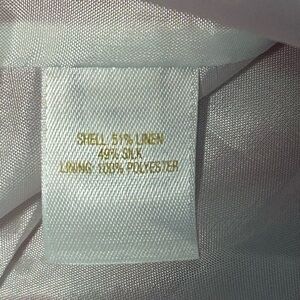 SHELL: 51% LINEN
49% SILK
LINING: 100% POLYESTER